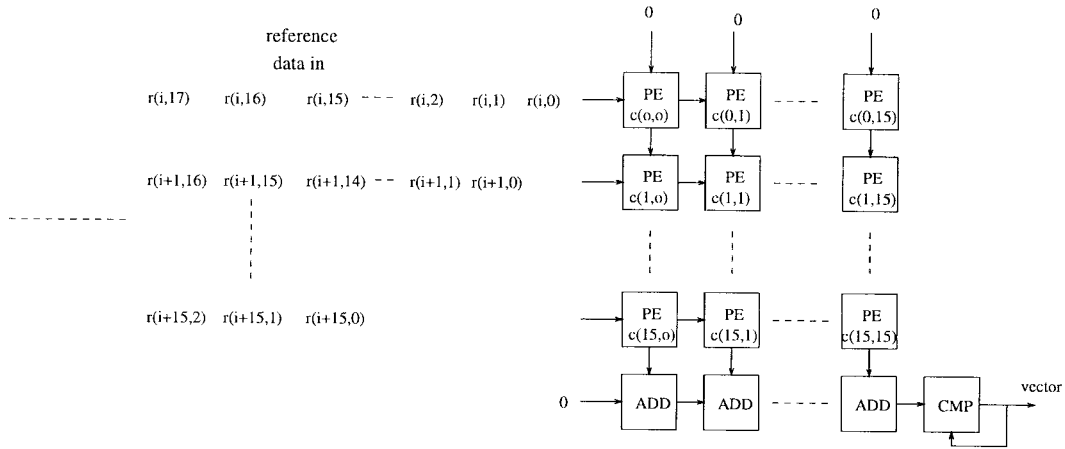 0 0 0
reference
data in
r(i,17) r(i,16) r(i,15) r(i,2) r(i,1) r(i,0) PE PE PE
c(o,o) c(0,1) c(0,15)
r(i+1,16) r(i+1,15) r(i+1,14) r(i+1,1) r(i+1,0) PE PE PE
c(1,o) c(1,1) c(1,15)
r(i+15,2) r(i+15,1) r(i+15,0) PE PE PE
c(15,o) c(15,1) c(15,15)
0 ADD ADD ADD CMP vector